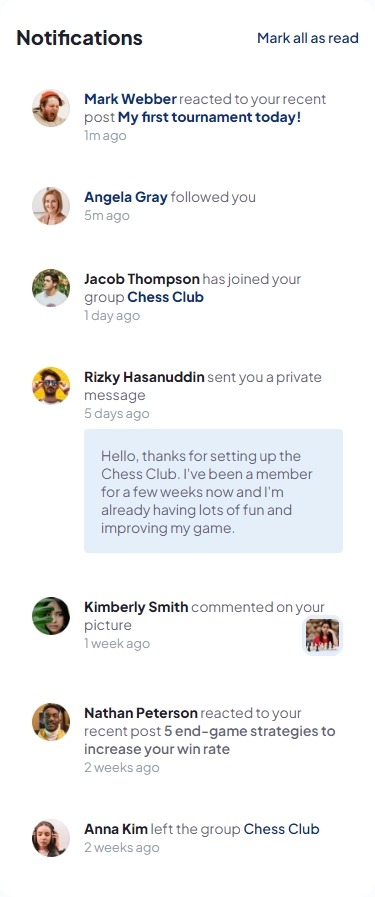 Notifications
Mark all as read
Mark Webber reacted to your recent
post My first tournament today!
1m ago
Angela Gray followed you
5m ago
Jacob Thompson has joined your
group Chess Club
1 day ago
Rizky Hasanuddin sent you a private
message
5 days ago
Hello, thanks for setting up the
Chess Club. I've been a member
for a few weeks now and I'm
already having lots of fun and
improving my game.
Kimberly Smith commented on your
picture
1 week ago
Nathan Peterson reacted to your
recent post 5 end-game strategies to
increase your win rate
2 weeks ago
Anna Kim left the group Chess Club
2 weeks ago